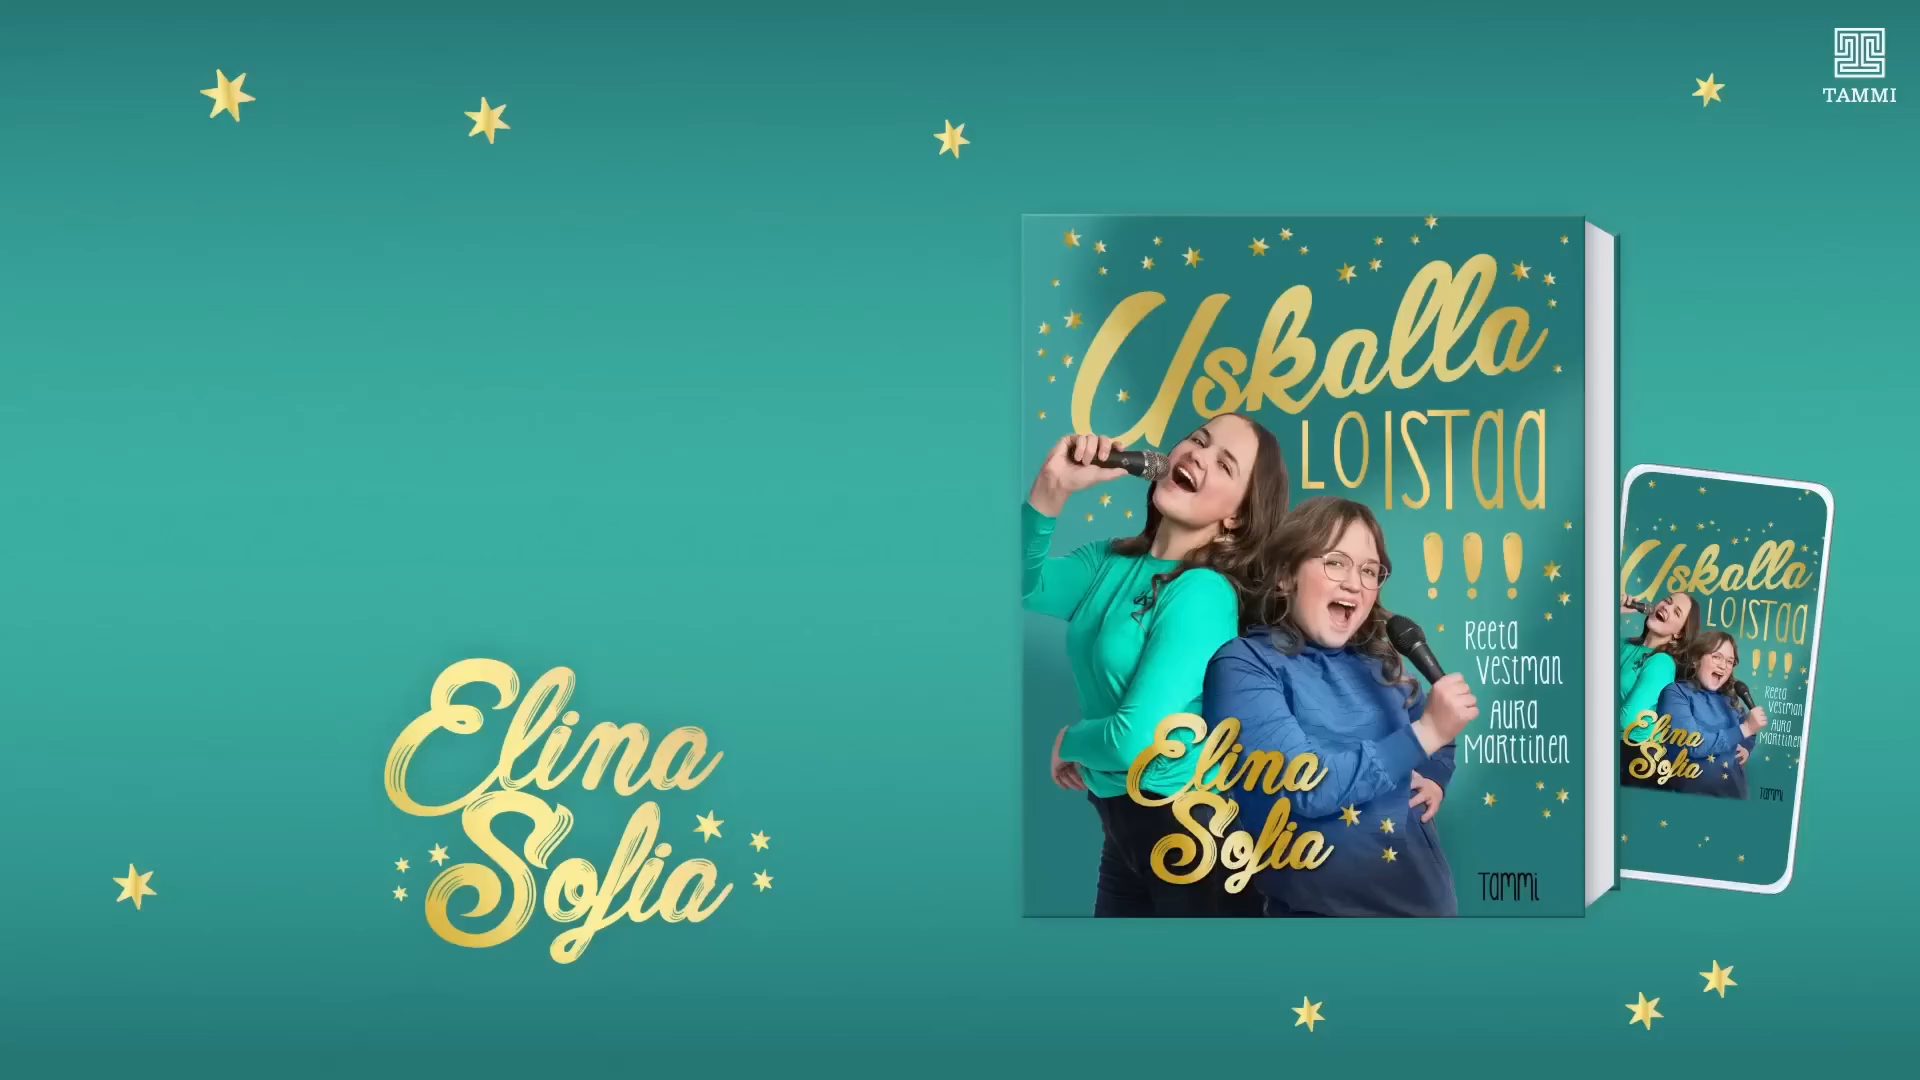 TAMMI
Uskalla
LOISTAA
!!!
Reeta
Vestman
Aura
Marttinen
Elina
Sofia
Tammi
Uskalla
LOISTAA
!!!
Reeta
Vestman
Aura
Marttinen
Elina
Sofia
Tammi
Elina
Sofia